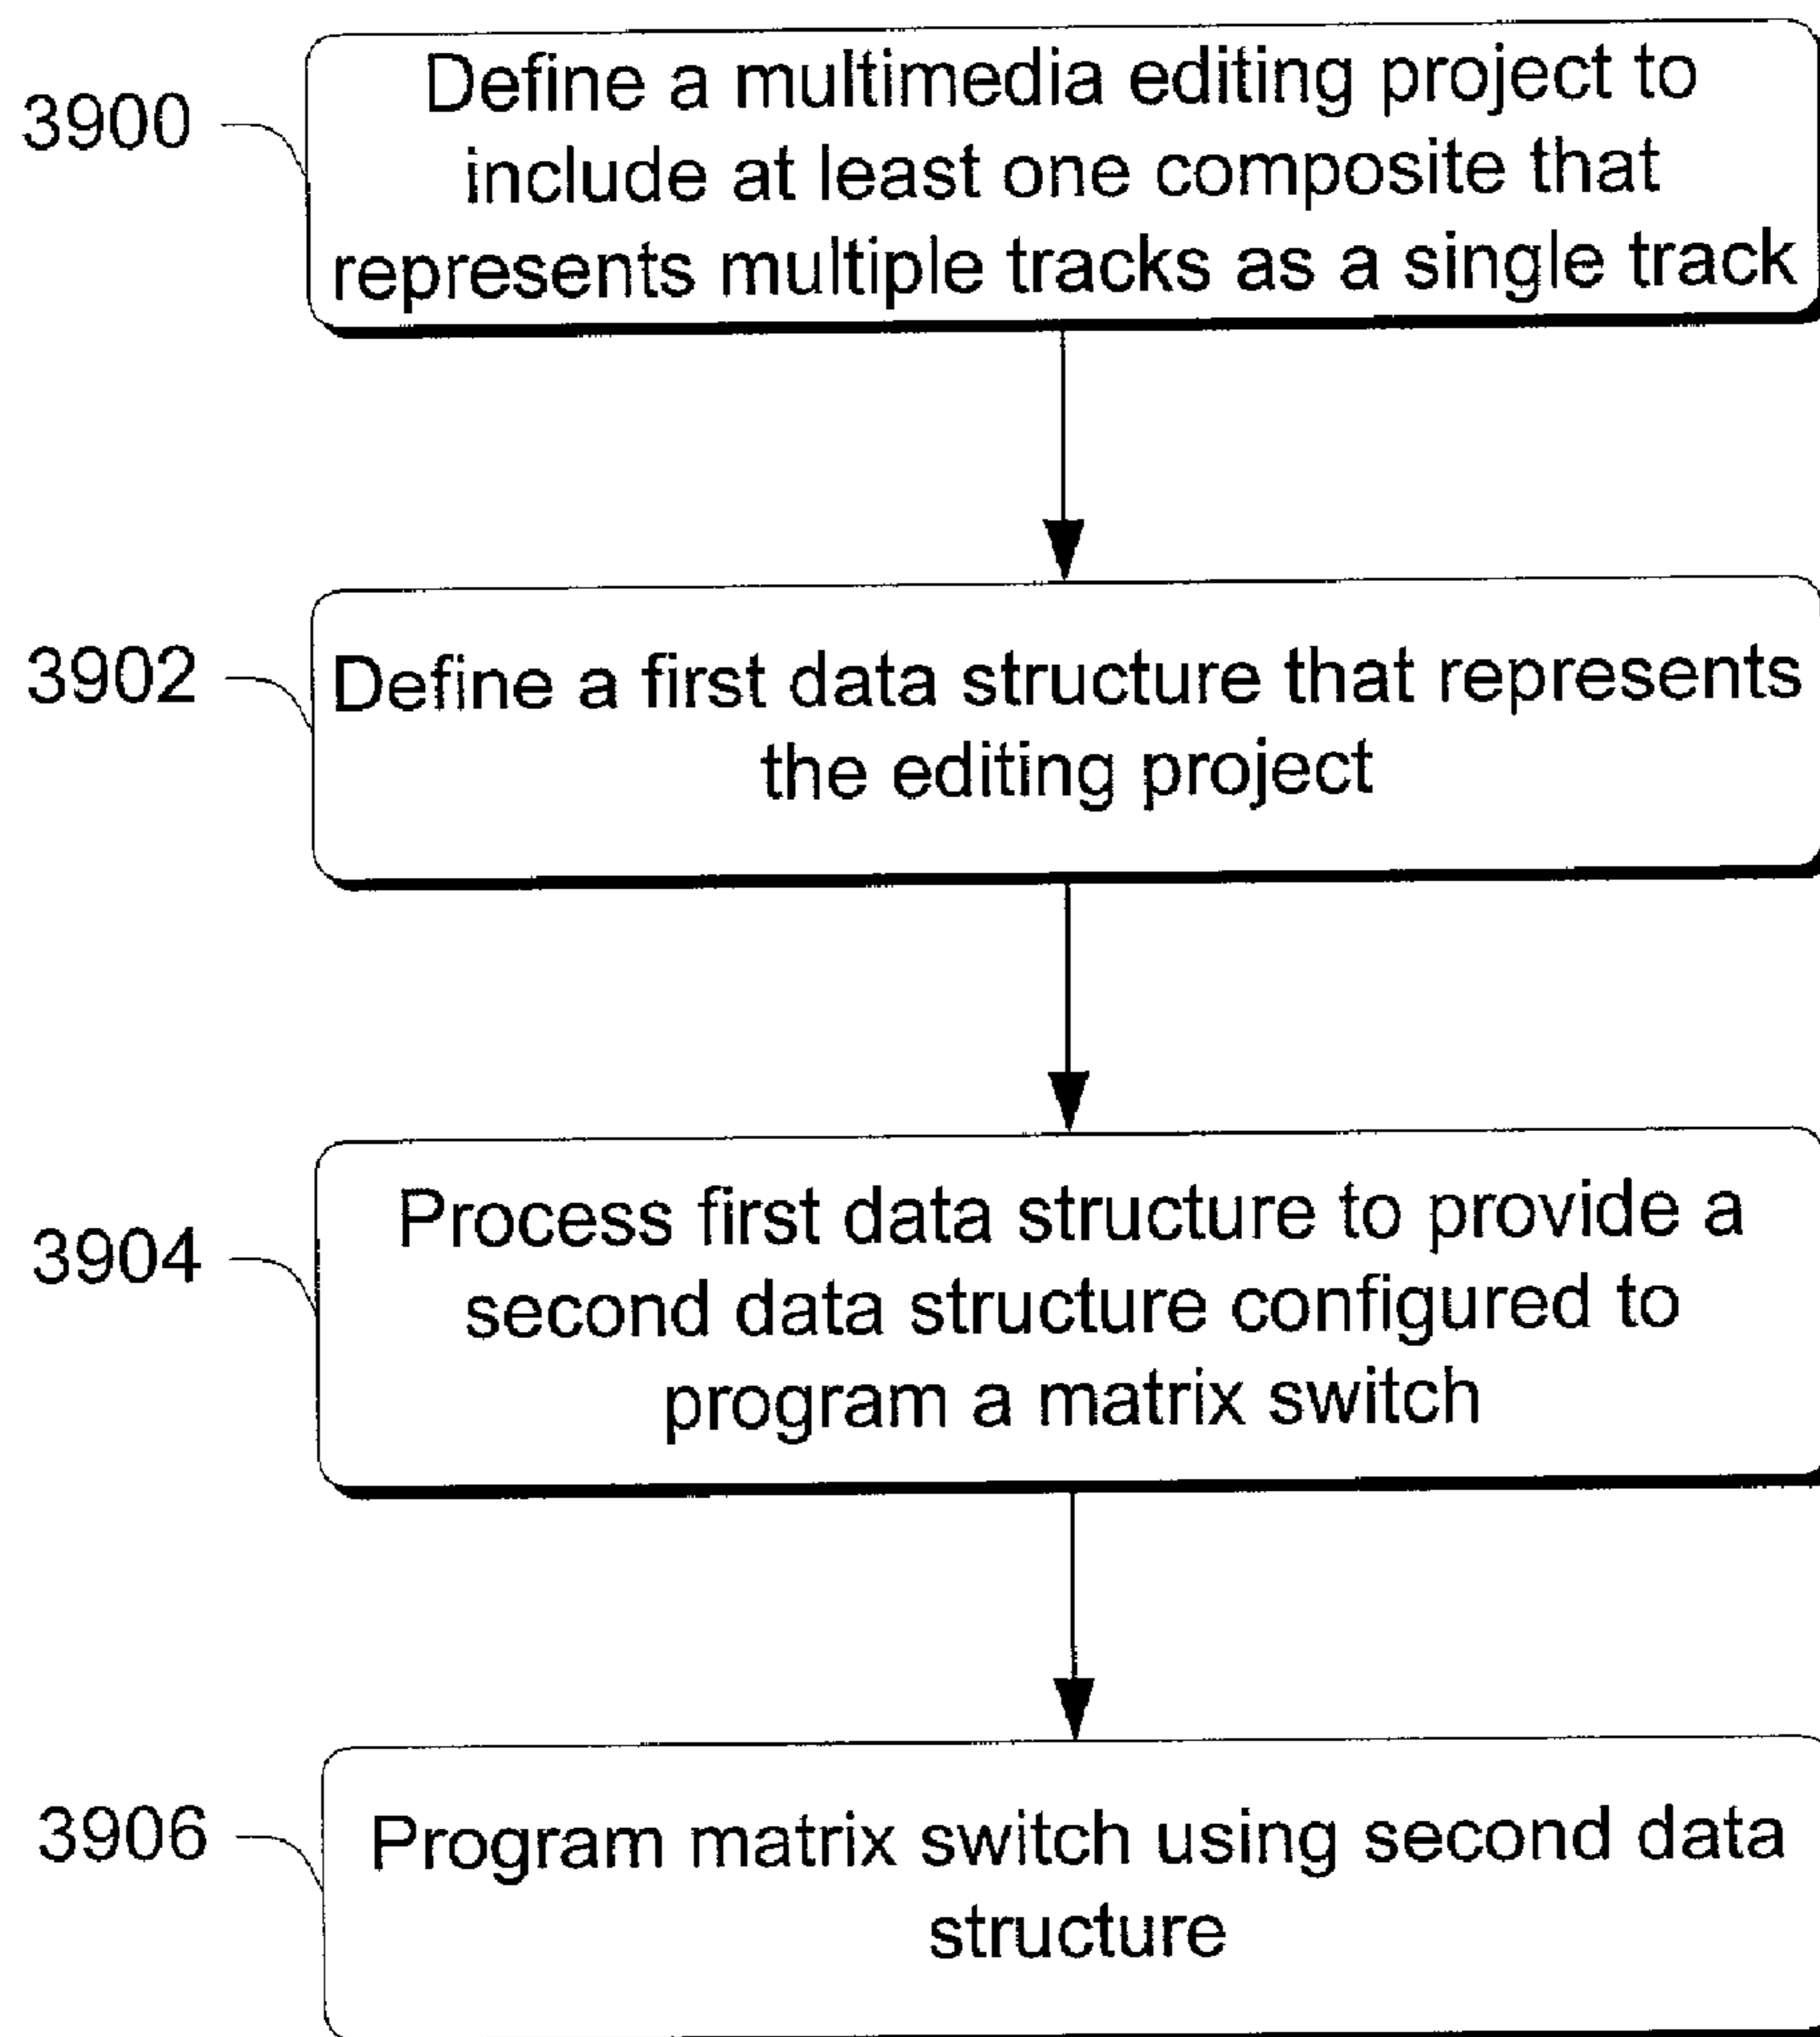 3900
Define a multimedia editing project to
include at least one composite that
represents multiple tracks as a single track
3902
Define a first data structure that represents
the editing project
3904
Process first data structure to provide a
second data structure configured to
program a matrix switch
3906
Program matrix switch using second data
structure